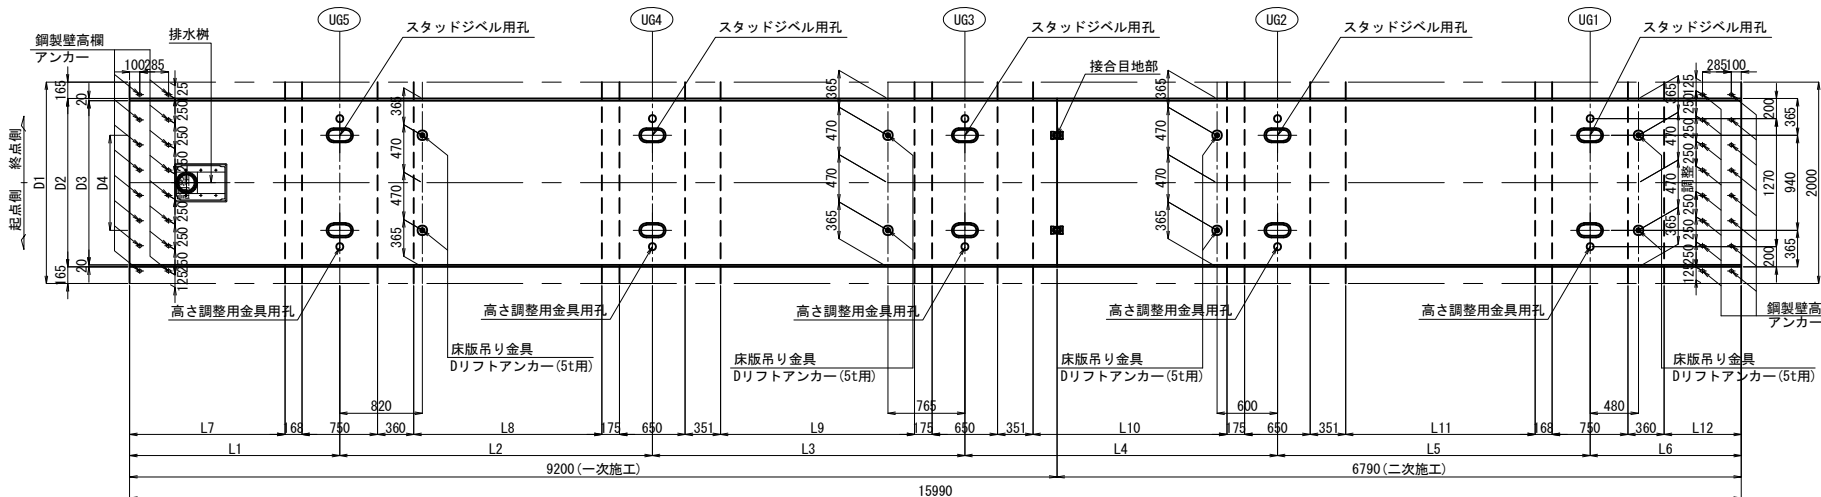 UG5 UG4 UG3 UG2 UG1
スタッドジベル用孔 スタッドジベル用孔 スタッドジベル用孔 スタッドジベル用孔 スタッドジベル用孔
鋼製壁高欄
アンカー
排水桝
接合目地部
100 285
285 100
165 20
D1 D2 D3 D4
終点側
起点側
20 165
125 250 250 250 250 250 250 125
365 470 470 365
365 470 470 365
365 470 470 365
365 470 470 365
125 250 250 250 調整 250 250 250 125
200 1270 200
365 940 365
2000
高さ調整用金具用孔 高さ調整用金具用孔 高さ調整用金具用孔 高さ調整用金具用孔 高さ調整用金具用孔
鋼製壁高
アンカー
床版吊り金具
Dリフトアンカー(5t用)
床版吊り金具
Dリフトアンカー(5t用)
床版吊り金具
Dリフトアンカー(5t用)
床版吊り金具
Dリフトアンカー(5t用)
820 765 600 480
L7 168 750 360 L8 175 650 351 L9 175 650 351 L10 175 650 351 L11 168 750 360 L12
L1 L2 L3 L4 L5 L6
9200(一次施工) 6790(二次施工)
15990